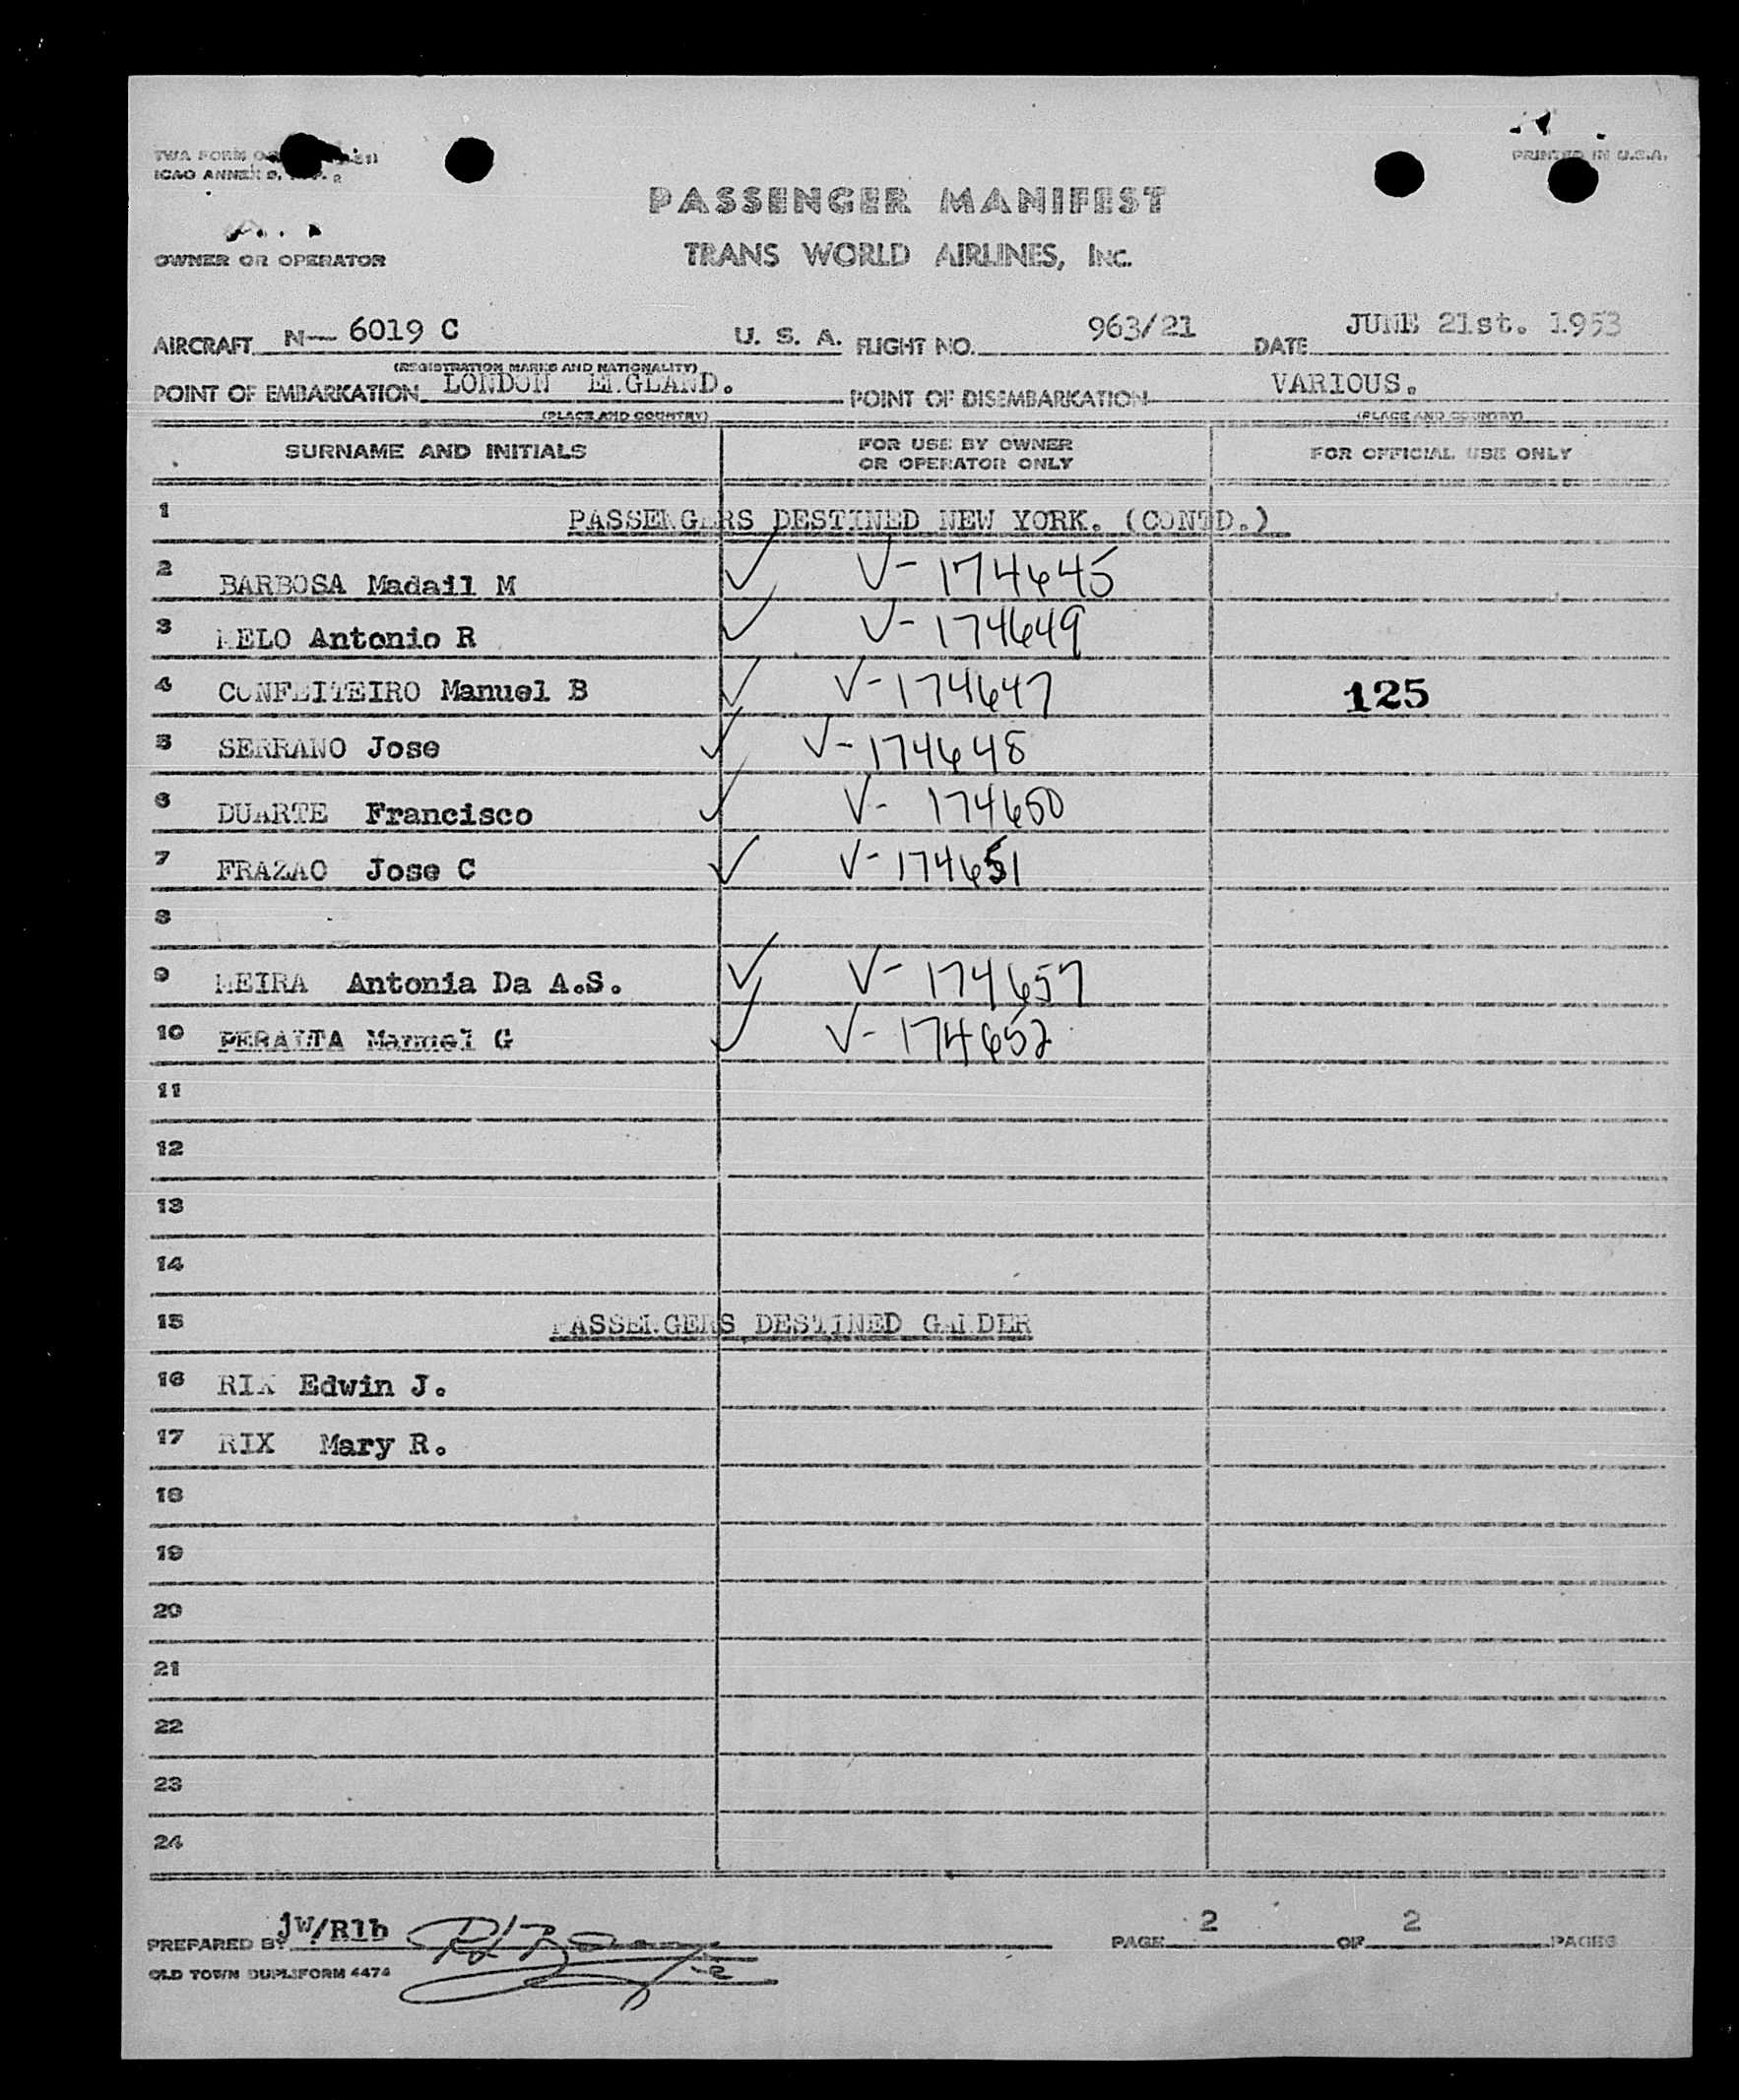 TWA FORM
PRINTED IN U.S.A.
ICAO ANNEX 9,
PASSENGER MANIFEST
OWNER OR OPERATOR
TRANS WORLD AIRLINES, INC.
AIRCRAFT N— 6019 C U. S. A. FLIGHT NO. 963/21 DATE JUNE 21st. 1953
(REGISTRATION MARKS AND NATIONALITY)
POINT OF EMBARKATION LONDON ENGLAND. POINT OF DISEMBARKATION VARIOUS.
(PLACE AND COUNTRY) (PLACE AND COUNTRY)
SURNAME AND INITIALS FOR USE BY OWNER OR OPERATOR ONLY FOR OFFICIAL USE ONLY
1 PASSENGERS DESTINED NEW YORK. (CONTD.)
2 BARBOSA Madail M ✓ V-174645
3 MELO Antonio R ✓ V-174649
4 CONFEITEIRO Manuel B ✓ V-174647 125
5 SERRANO Jose ✓ V-174648
6 DUARTE Francisco ✓ V-174650
7 FRAZAO Jose C ✓ V-174651
8
9 MEIRA Antonia Da A.S. ✓ V-174657
10 PERALTA Manuel G ✓ V-174652
11
12
13
14
15 PASSENGERS DESTINED GANDER
16 RIX Edwin J.
17 RIX Mary R.
18
19
20
21
22
23
24
PREPARED BY jW/Rlb PAGE 2 OF 2 PAGES
OLD TOWN DUPLIFORM 4474